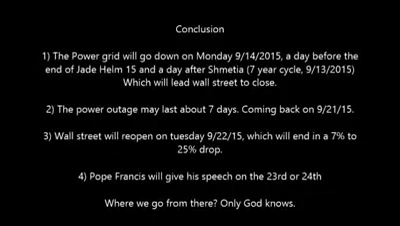 Conclusion
1) The Power grid will go down on Monday 9/14/2015, a day before the
end of Jade Helm 15 and a day after Shmetia (7 year cycle, 9/13/2015)
Which will lead wall street to close.
2) The power outage may last about 7 days. Coming back on 9/21/15.
3) Wall street will reopen on tuesday 9/22/15, which will end in a 7% to
25% drop.
4) Pope Francis will give his speech on the 23rd or 24th
Where we go from there? Only God knows.